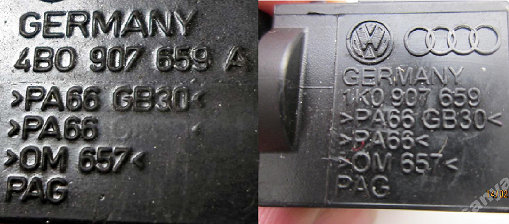 GERMANY
4B0 907 659 A
>PA66 GB30<
>PA66
>OM 657<
PAG
GERMANY
1K0 907 659
>PA66 GB30<
>PA66<
>OM 657<
PAG